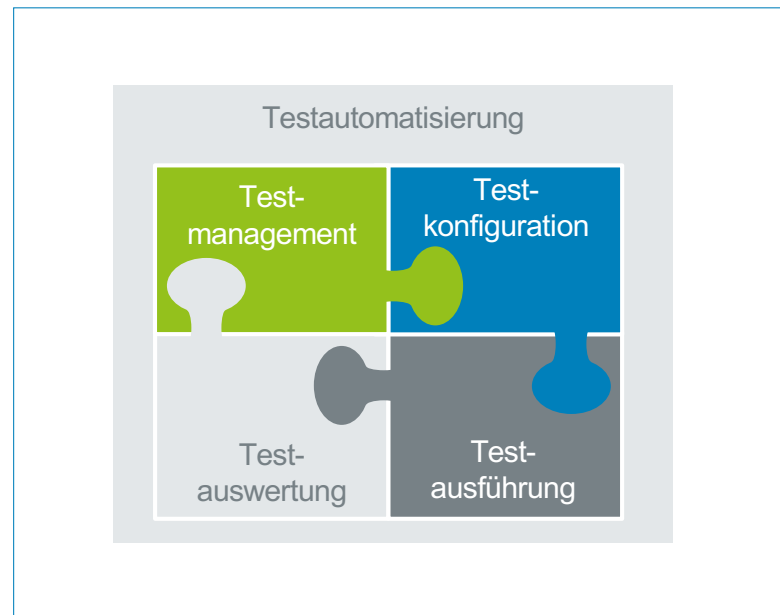 Testautomatisierung
Test-
management
Test-
konfiguration
Test-
auswertung
Test-
ausführung